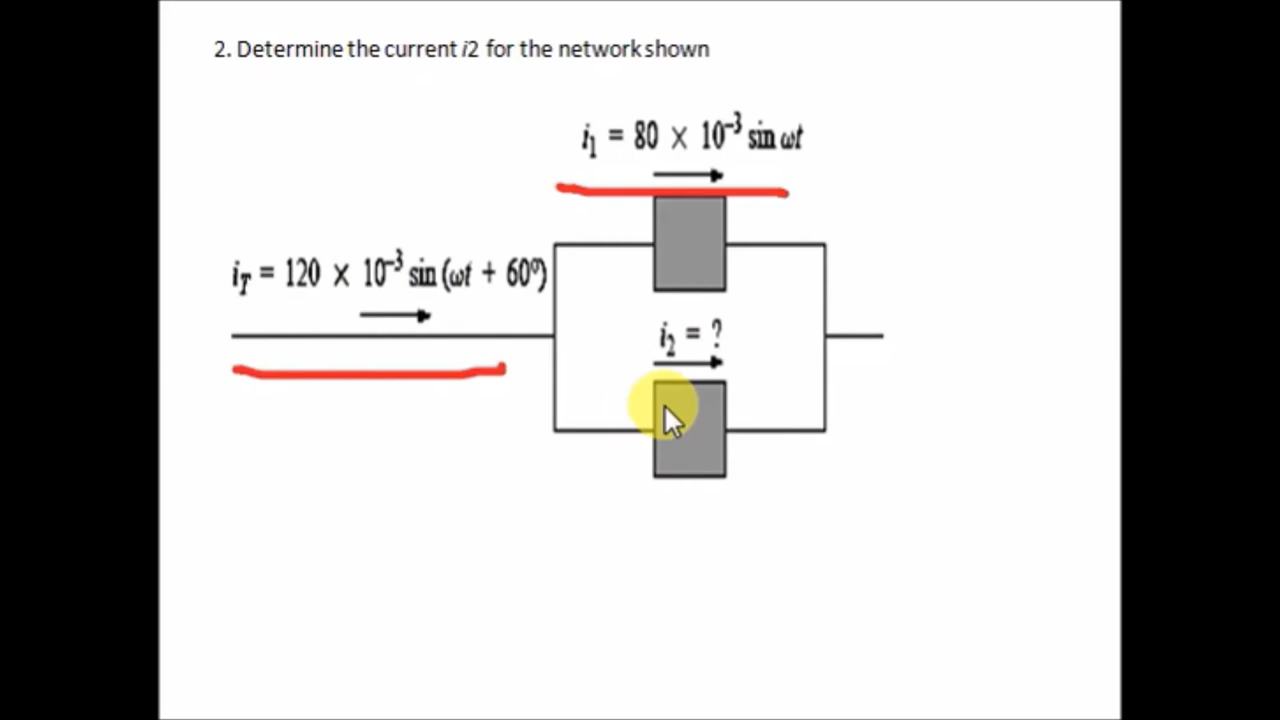 2. Determine the current i2 for the network shown
i₁ = 80 × 10⁻³ sin ωt
i_T = 120 × 10⁻³ sin (ωt + 60°)
i₂ = ?